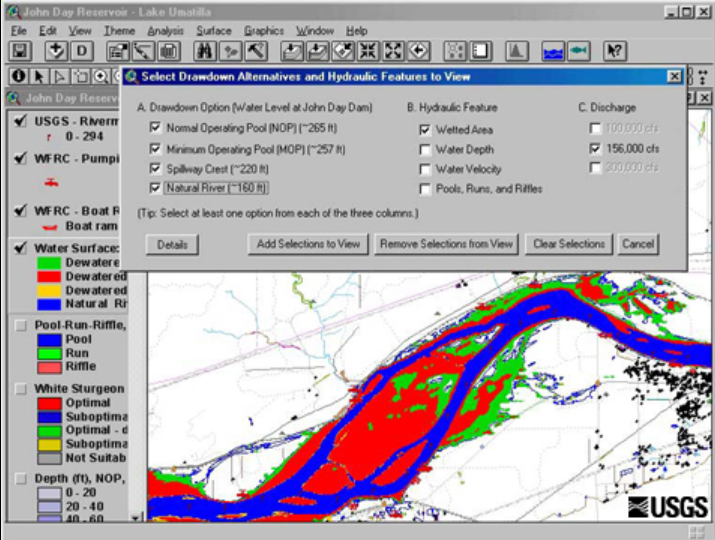 John Day Reservoir - Lake Umatilla
File Edit View Theme Analysis Surface Graphics Window Help
D
Select Drawdown Alternatives and Hydraulic Features to View
John Day Reserv
A. Drawdown Option (Water Level at John Day Dam)
Normal Operating Pool (NOP) (~265 ft)
Minimum Operating Pool (MOP) (~257 ft)
Spillway Crest (~220 ft)
Natural River (~160 ft)
B. Hydraulic Feature
Wetted Area
Water Depth
Water Velocity
Pools, Runs, and Riffles
C. Discharge
100,000 cfs
156,000 cfs
300,000 cfs
(Tip: Select at least one option from each of the three columns.)
Details
Add Selections to View
Remove Selections from View
Clear Selections
Cancel
USGS - Riverm
0 - 294
WFRC - Pumpi
WFRC - Boat R
Boat ram
Water Surface:
Dewatere
Dewatered
Dewatered
Natural Ri
Pool-Run-Riffle,
Pool
Run
Riffle
White Sturgeon
Optimal
Suboptima
Optimal - d
Suboptima
Not Suitab
Depth (ft), NOP,
0 - 20
20 - 40
40 - 60
USGS